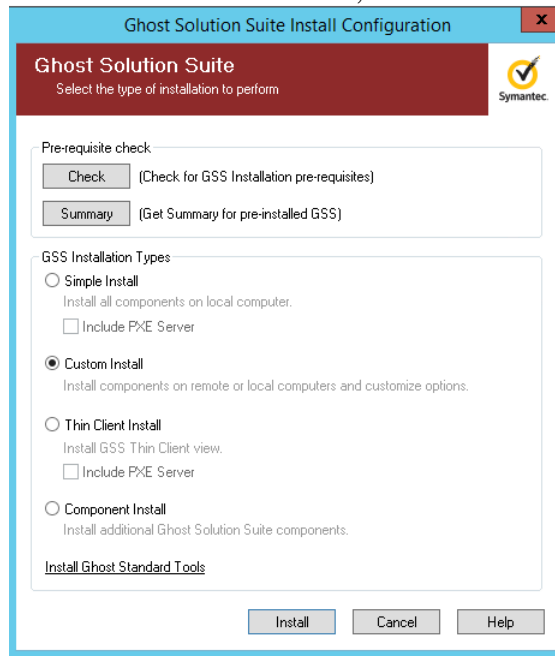 Ghost Solution Suite Install Configuration
x
Ghost Solution Suite
Select the type of installation to perform
Symantec.
Pre-requisite check
Check (Check for GSS Installation pre-requisites)
Summary (Get Summary for pre-installed GSS)
GSS Installation Types
Simple Install
Install all components on local computer.
Include PXE Server
Custom Install
Install components on remote or local computers and customize options.
Thin Client Install
Install GSS Thin Client view.
Include PXE Server
Component Install
Install additional Ghost Solution Suite components.
Install Ghost Standard Tools
Install Cancel Help